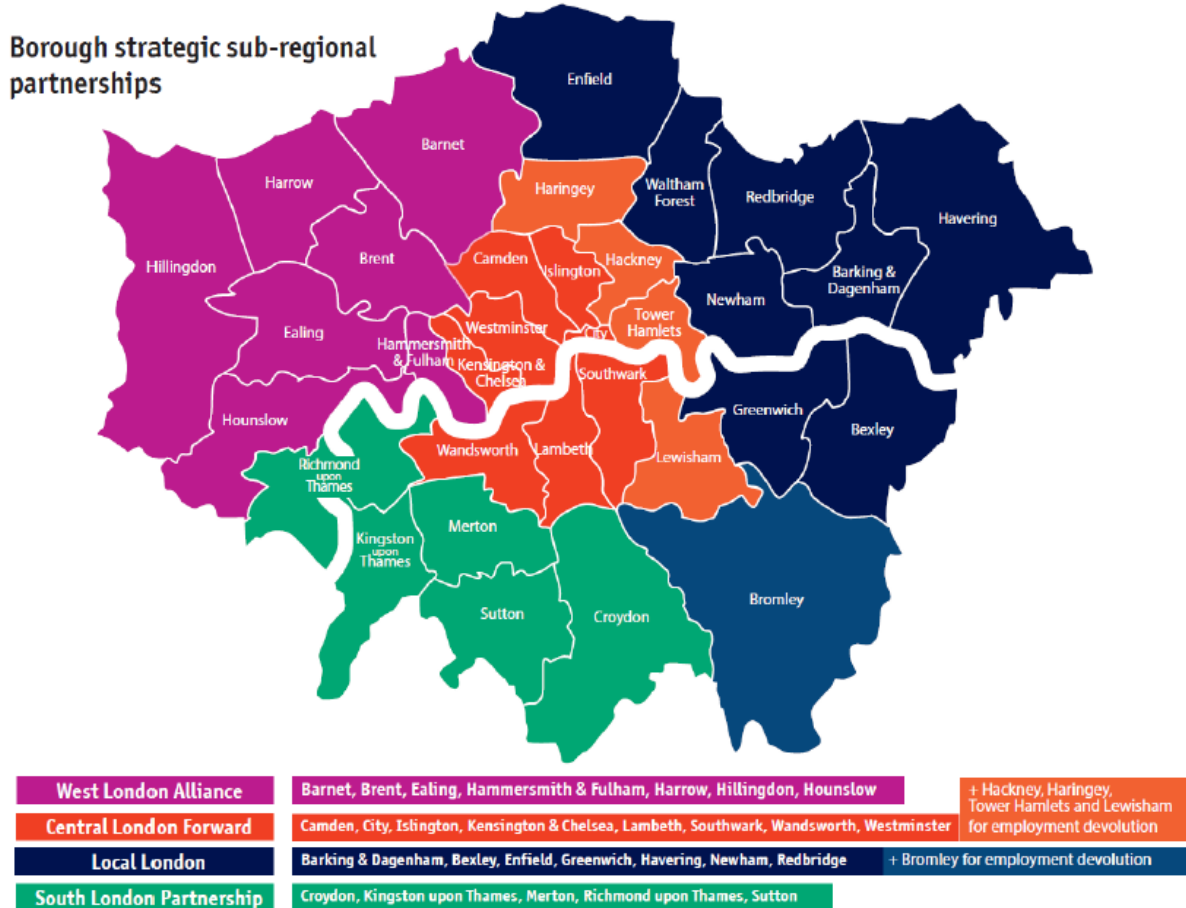 Borough strategic sub-regional
partnerships
Enfield
Barnet
Harrow
Haringey
Waltham
Forest
Redbridge
Havering
Hillingdon
Brent
Camden
Islington
Hackney
Barking &
Dagenham
Newham
Ealing
Westminster
City
Tower
Hamlets
Hammersmith
& Fulham
Kensington &
Chelsea
Southwark
Hounslow
Greenwich
Bexley
Wandsworth
Lambeth
Lewisham
Richmond
upon
Thames
Merton
Kingston
upon
Thames
Sutton
Croydon
Bromley
West London Alliance
Barnet, Brent, Ealing, Hammersmith & Fulham, Harrow, Hillingdon, Hounslow
+ Hackney, Haringey,
Tower Hamlets and Lewisham
for employment devolution
Central London Forward
Camden, City, Islington, Kensington & Chelsea, Lambeth, Southwark, Wandsworth, Westminster
Local London
Barking & Dagenham, Bexley, Enfield, Greenwich, Havering, Newham, Redbridge
+ Bromley for employment devolution
South London Partnership
Croydon, Kingston upon Thames, Merton, Richmond upon Thames, Sutton